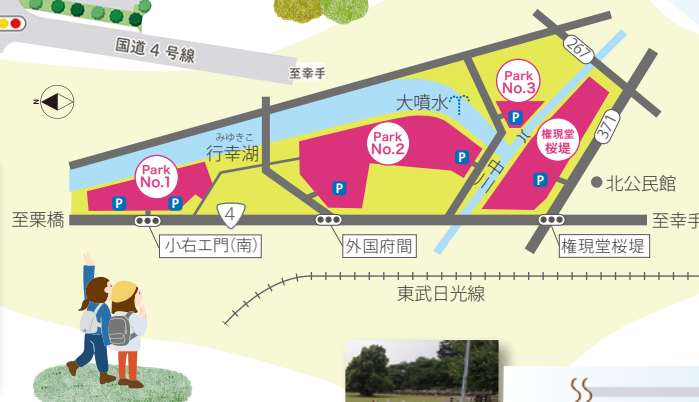 国道4号線
至幸手
267
N
大噴水
Park
No.3
P
権現堂
桜堤
371
みゆきこ
行幸湖
Park
No.2
P
中川
Park
No.1
P
P
P
P
北公民館
至栗橋
4
至幸手
小右エ門(南)
外国府間
権現堂桜堤
東武日光線